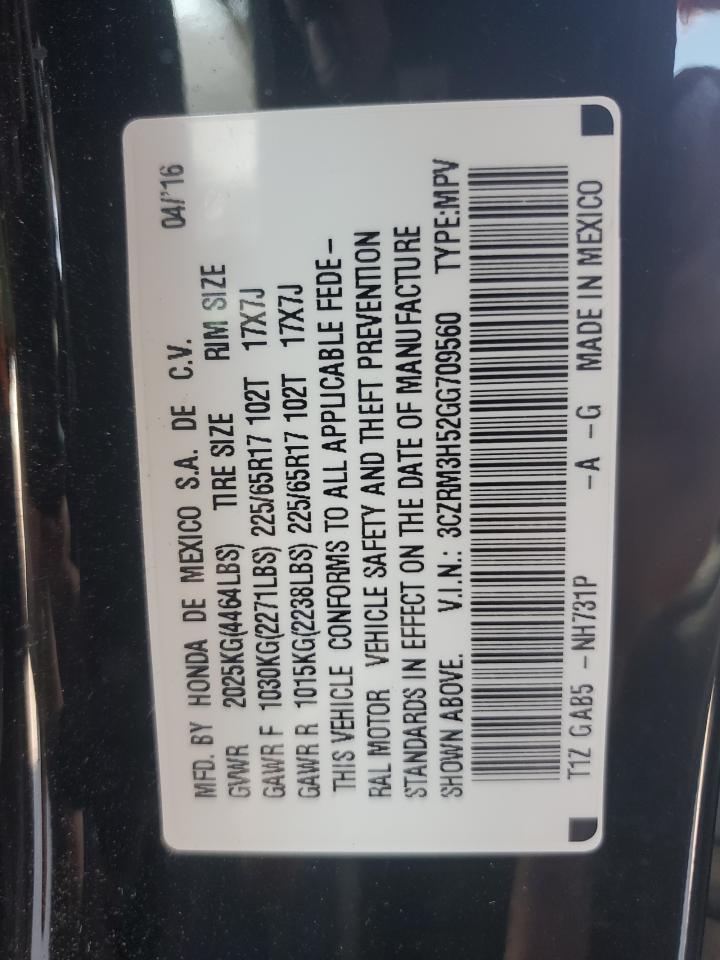 MFD. BY HONDA DE MEXICO S.A. DE C.V. 04/'16
GVWR 2025KG(4464LBS) TIRE SIZE RIM SIZE
GAWR F 1030KG(2271LBS) 225/65R17 102T 17X7J
GAWR R 1015KG(2238LBS) 225/65R17 102T 17X7J
THIS VEHICLE CONFORMS TO ALL APPLICABLE FEDE-
RAL MOTOR VEHICLE SAFETY AND THEFT PREVENTION
STANDARDS IN EFFECT ON THE DATE OF MANUFACTURE
SHOWN ABOVE. V.I.N.: 3CZRM3H52GG709560 TYPE:MPV
T1Z GAB5 -NH731P -A -G MADE IN MEXICO